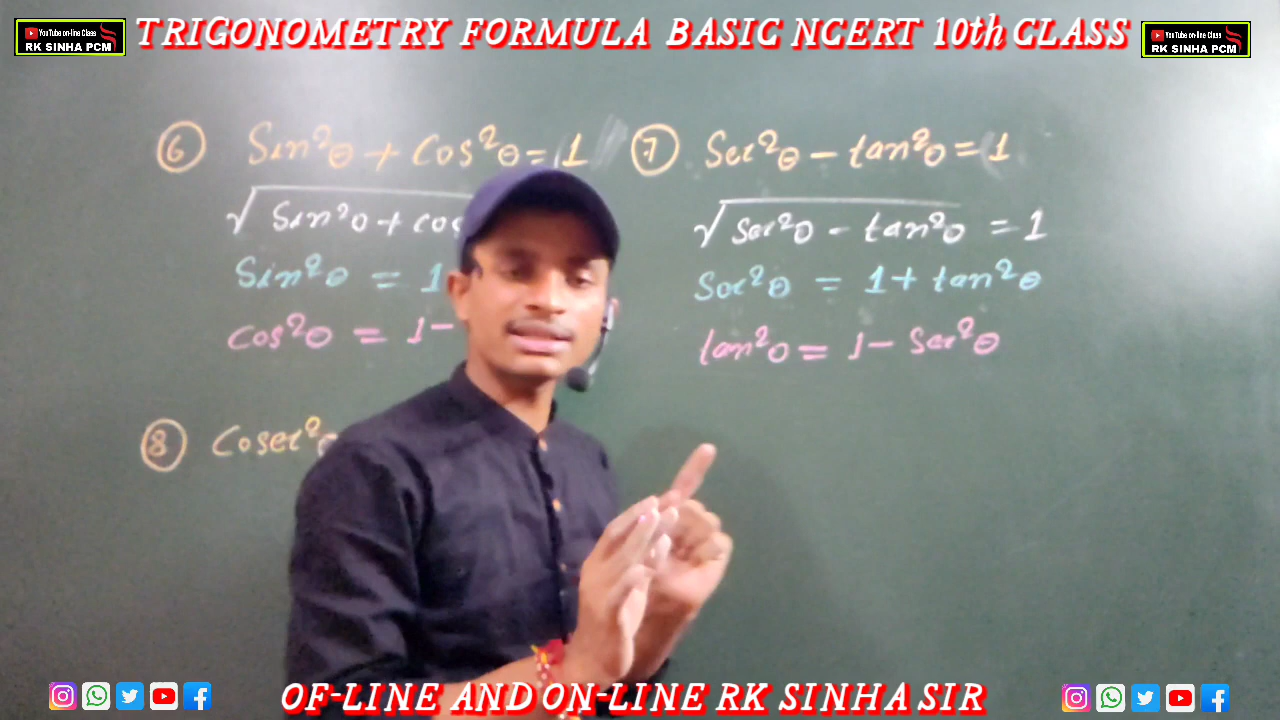 YouTube on-line Class
RK SINHA PCM
TRIGONOMETRY FORMULA BASIC NCERT 10th CLASS
YouTube on-line Class
RK SINHA PCM
⑥ Sin²θ + Cos²θ = 1
√Sin²θ + cos
Sin²θ = 1
Cos²θ = 1 -
⑦ Sec²θ - tan²θ = 1
√Sec²θ - tan²θ = 1
Sec²θ = 1 + tan²θ
tan²θ = 1 - Sec²θ
⑧ Cosec²θ
OF-LINE AND ON-LINE RK SINHA SIR